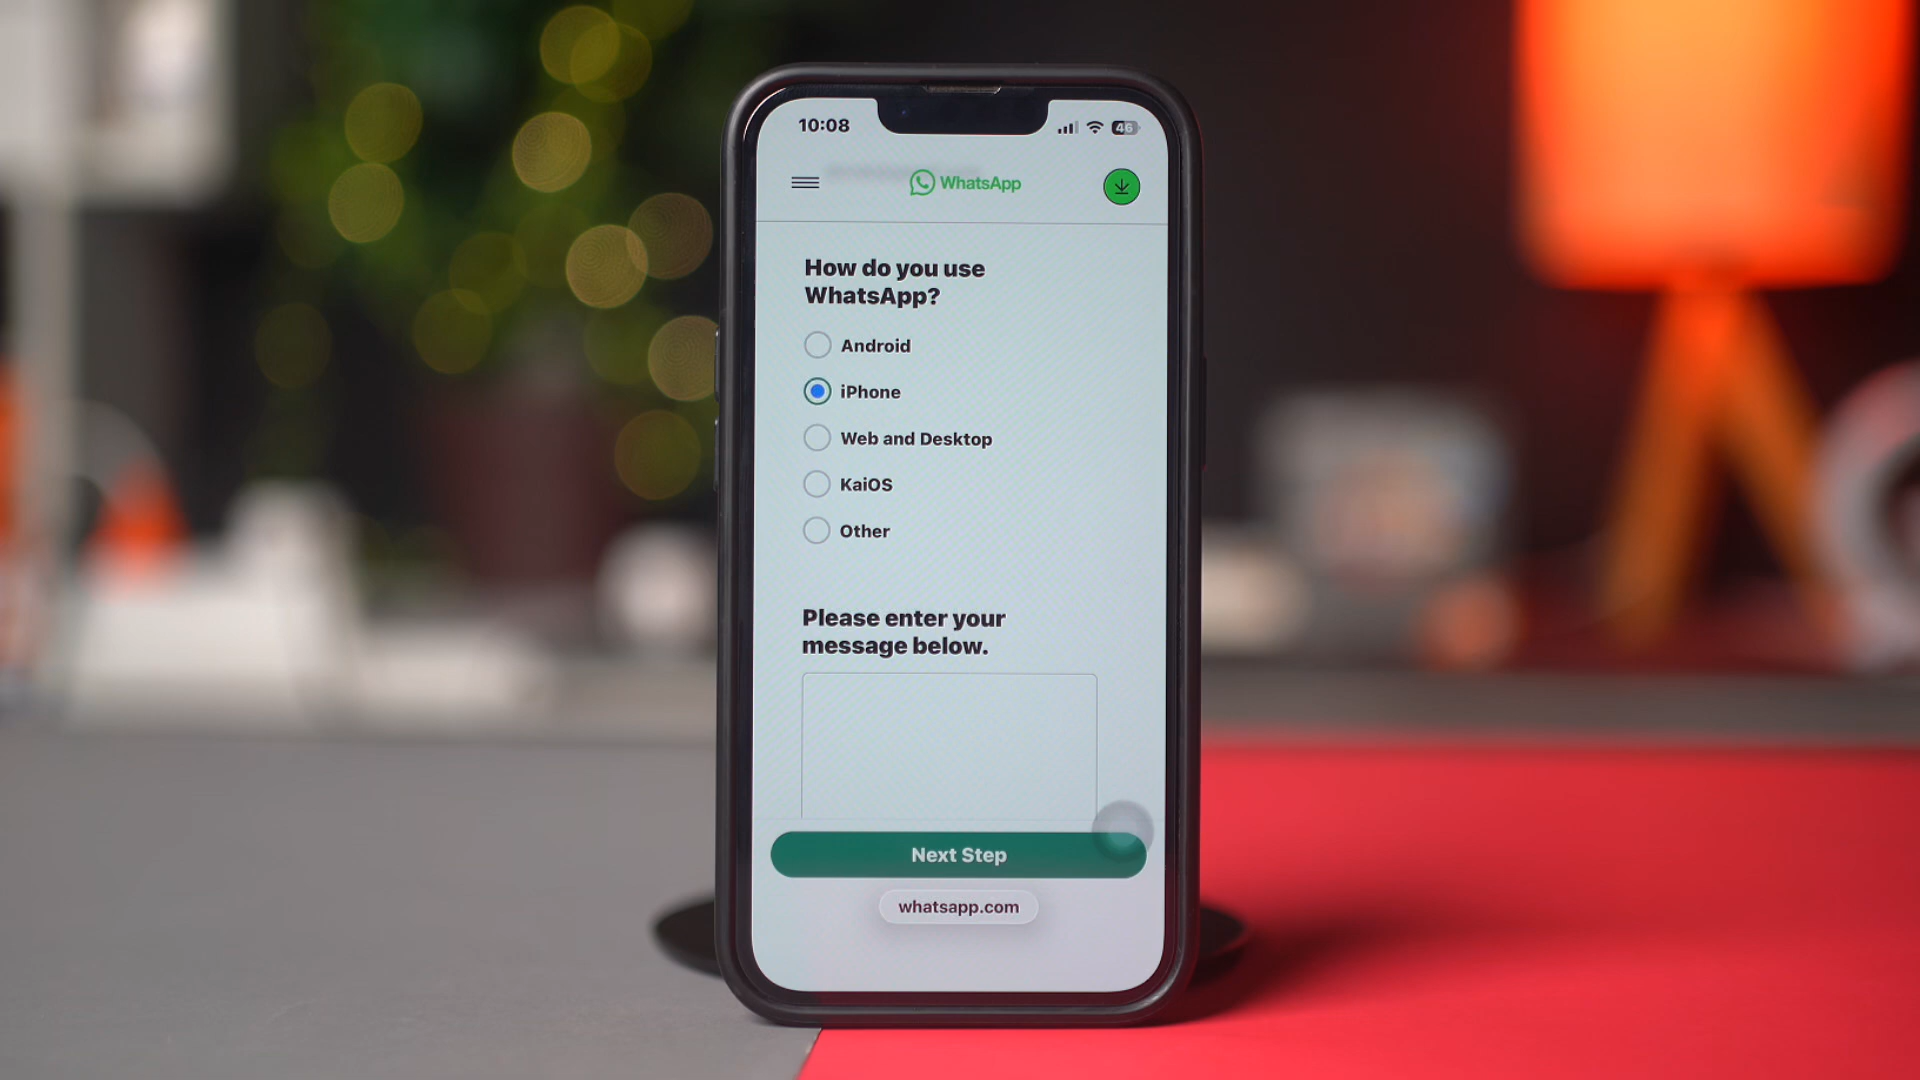 10:08
46
WhatsApp
How do you use
WhatsApp?
Android
iPhone
Web and Desktop
KaiOS
Other
Please enter your
message below.
Next Step
whatsapp.com